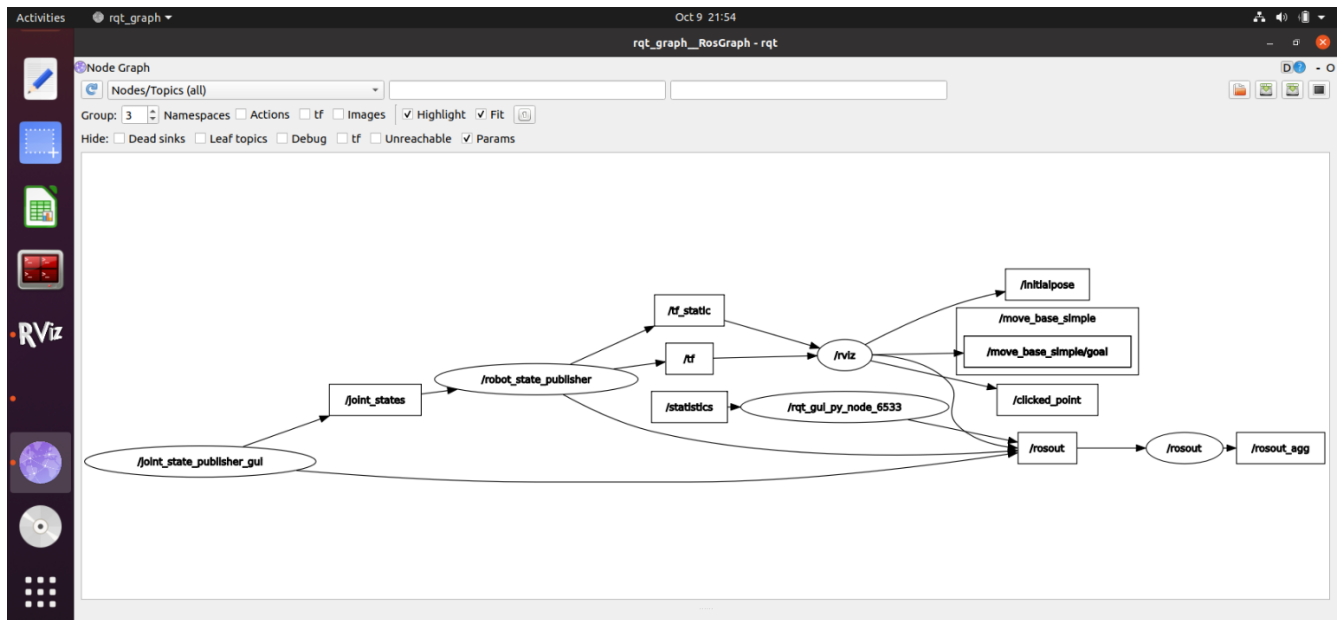 Activities rqt_graph Oct 9 21:54
rqt_graph__RosGraph - rqt
Node Graph D ? - O
Nodes/Topics (all)
Group: 3 Namespaces Actions tf Images Highlight Fit
Hide: Dead sinks Leaf topics Debug tf Unreachable Params
RViz
/initialpose
/tf_static
/move_base_simple
/tf
/rviz
/move_base_simple/goal
/robot_state_publisher
/joint_states
/statistics
/rqt_gui_py_node_6533
/clicked_point
/joint_state_publisher_gui
/rosout
/rosout
/rosout_agg